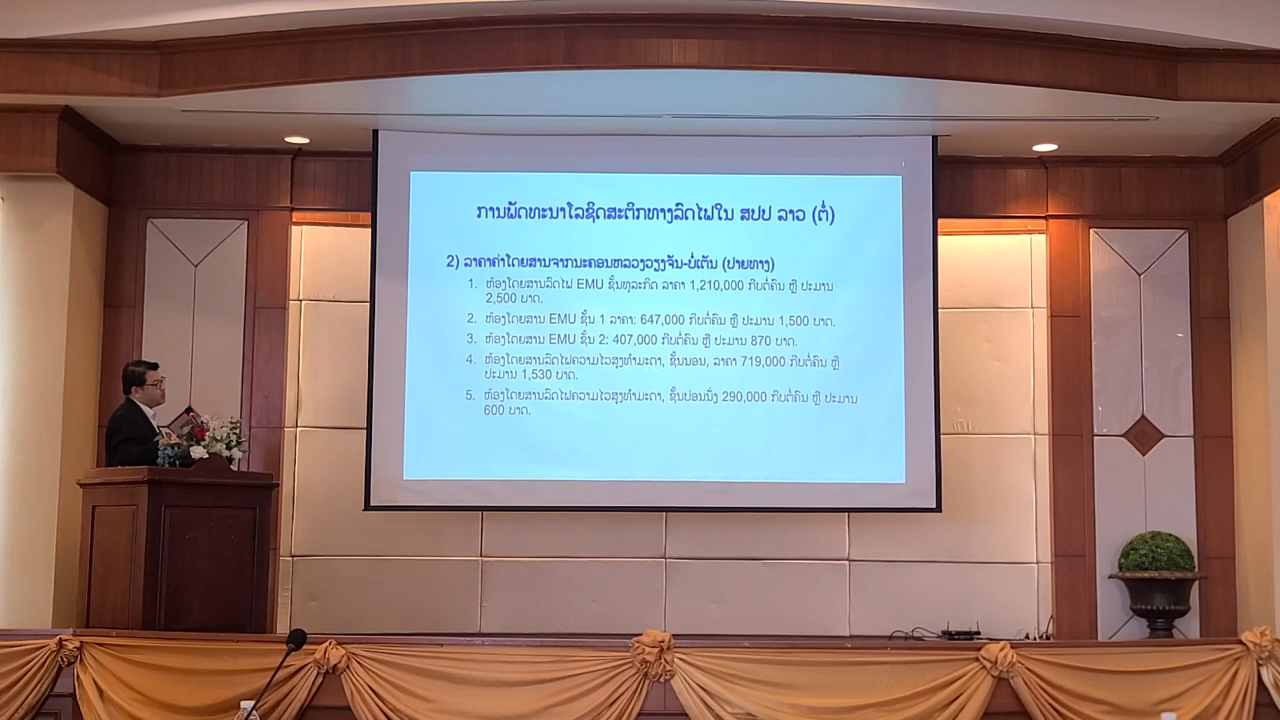 ການພັດທະນາໂລຊິດສະຕິກທາງລົດໄຟໃນ ສປປ ລາວ (ຕໍ່)
2) ລາຄາຄ່າໂດຍສານຈາກນະຄອນຫລວງວຽງຈັນ-ບໍ່ເຕັນ (ປາຍທາງ)
1. ຫ້ອງໂດຍສານລົດໄຟ EMU ຊັ້ນທຸລະກິດ ລາຄາ 1,210,000 ກີບຕໍ່ຄົນ ຫຼື ປະມານ
2,500 ບາດ.
2. ຫ້ອງໂດຍສານ EMU ຊັ້ນ 1 ລາຄາ: 647,000 ກີບຕໍ່ຄົນ ຫຼື ປະມານ 1,500 ບາດ.
3. ຫ້ອງໂດຍສານ EMU ຊັ້ນ 2: 407,000 ກີບຕໍ່ຄົນ ຫຼື ປະມານ 870 ບາດ.
4. ຫ້ອງໂດຍສານລົດໄຟຄວາມໄວສູງທຳມະດາ, ຊັ້ນນອນ, ລາຄາ 719,000 ກີບຕໍ່ຄົນ ຫຼື
ປະມານ 1,530 ບາດ.
5. ຫ້ອງໂດຍສານລົດໄຟຄວາມໄວສູງທຳມະດາ, ຊັ້ນບ່ອນນັ່ງ 290,000 ກີບຕໍ່ຄົນ ຫຼື ປະມານ
600 ບາດ.